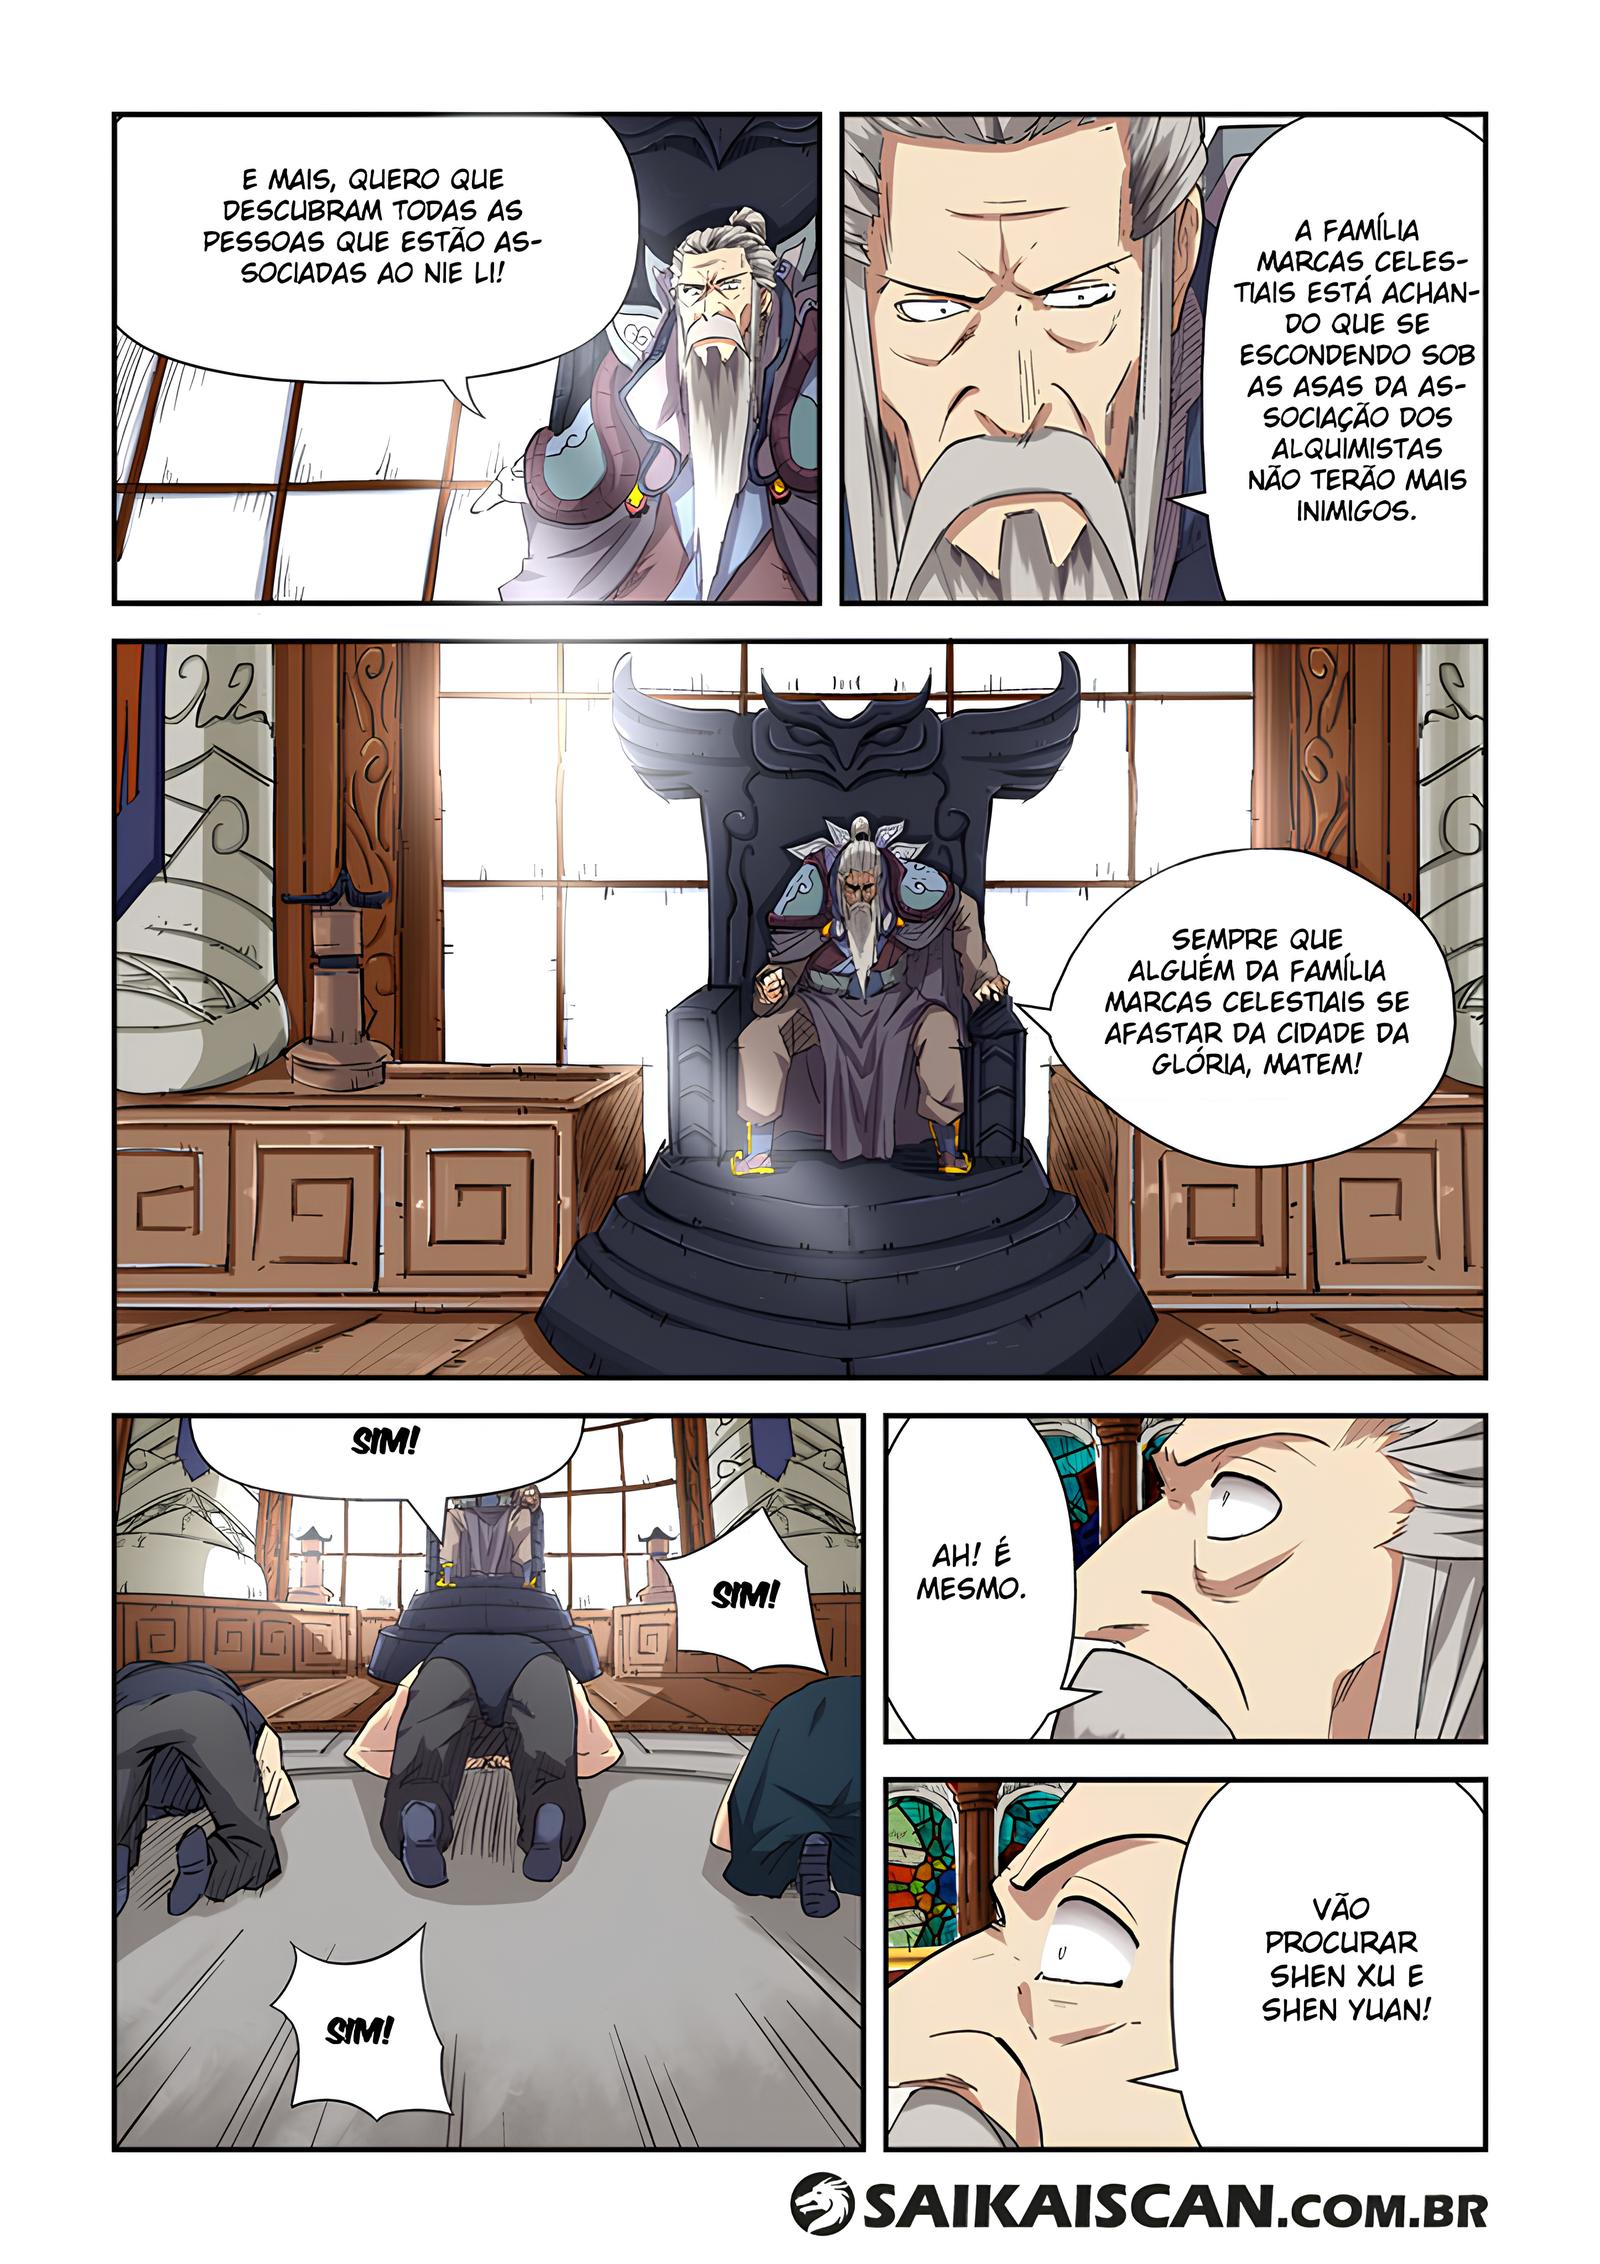 E MAIS, QUERO QUE
DESCUBRAM TODAS AS
PESSOAS QUE ESTÃO AS-
SOCIADAS AO NIE LI!
A FAMÍLIA
MARCAS CELES-
TIAIS ESTÁ ACHAN-
DO QUE SE
ESCONDENDO SOB
AS ASAS DA AS-
SOCIAÇÃO DOS
ALQUIMISTAS
NÃO TERÃO MAIS
INIMIGOS.
SEMPRE QUE
ALGUÉM DA FAMÍLIA
MARCAS CELESTIAIS SE
AFASTAR DA CIDADE DA
GLÓRIA, MATEM!
SIM!
SIM!
SIM!
AH! É
MESMO.
VÃO
PROCURAR
SHEN XU E
SHEN YUAN!
SAIKAISCAN.COM.BR